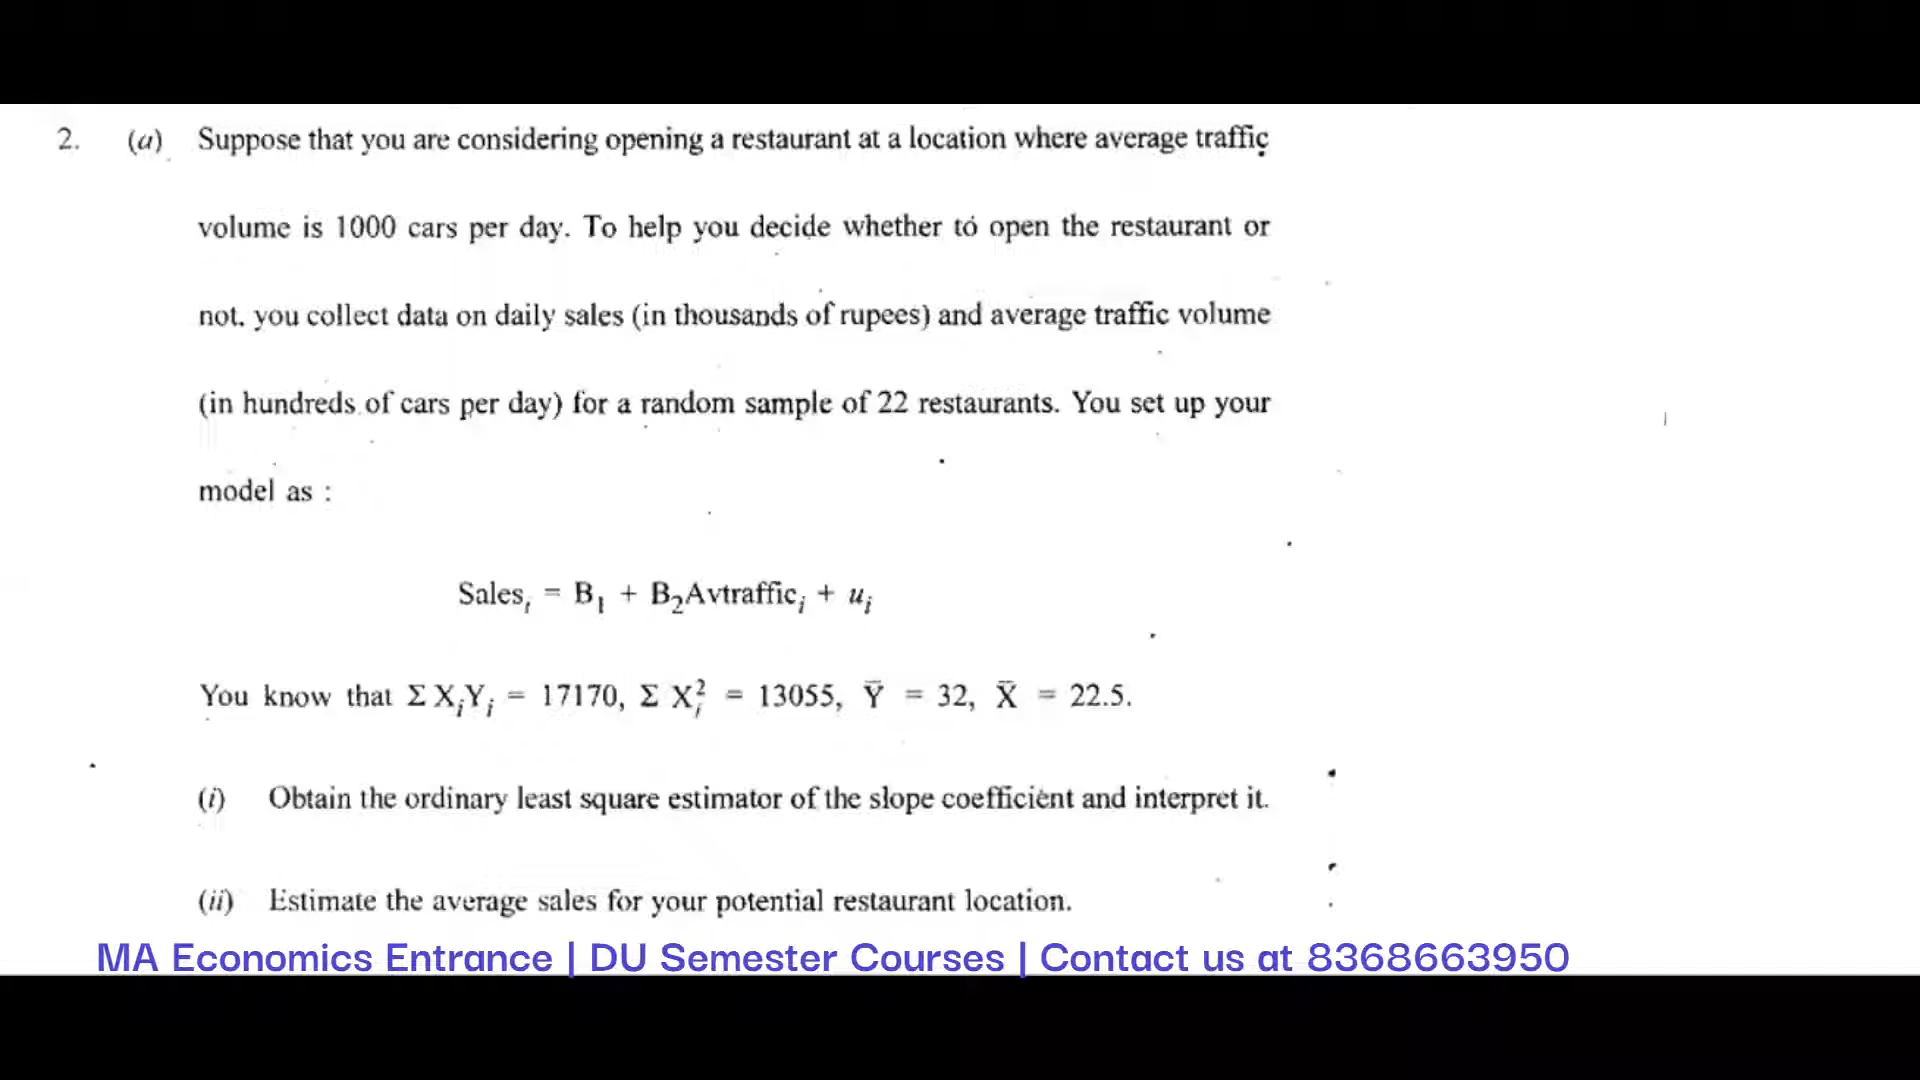 2. (a) Suppose that you are considering opening a restaurant at a location where average traffic
volume is 1000 cars per day. To help you decide whether to open the restaurant or
not, you collect data on daily sales (in thousands of rupees) and average traffic volume
(in hundreds of cars per day) for a random sample of 22 restaurants. You set up your
model as :
Salesᵢ = B₁ + B₂Avtrafficᵢ + uᵢ
You know that Σ XᵢYᵢ = 17170, Σ Xᵢ² = 13055, Ȳ = 32, X̄ = 22.5.
(i) Obtain the ordinary least square estimator of the slope coefficient and interpret it.
(ii) Estimate the average sales for your potential restaurant location.
MA Economics Entrance | DU Semester Courses | Contact us at 8368663950